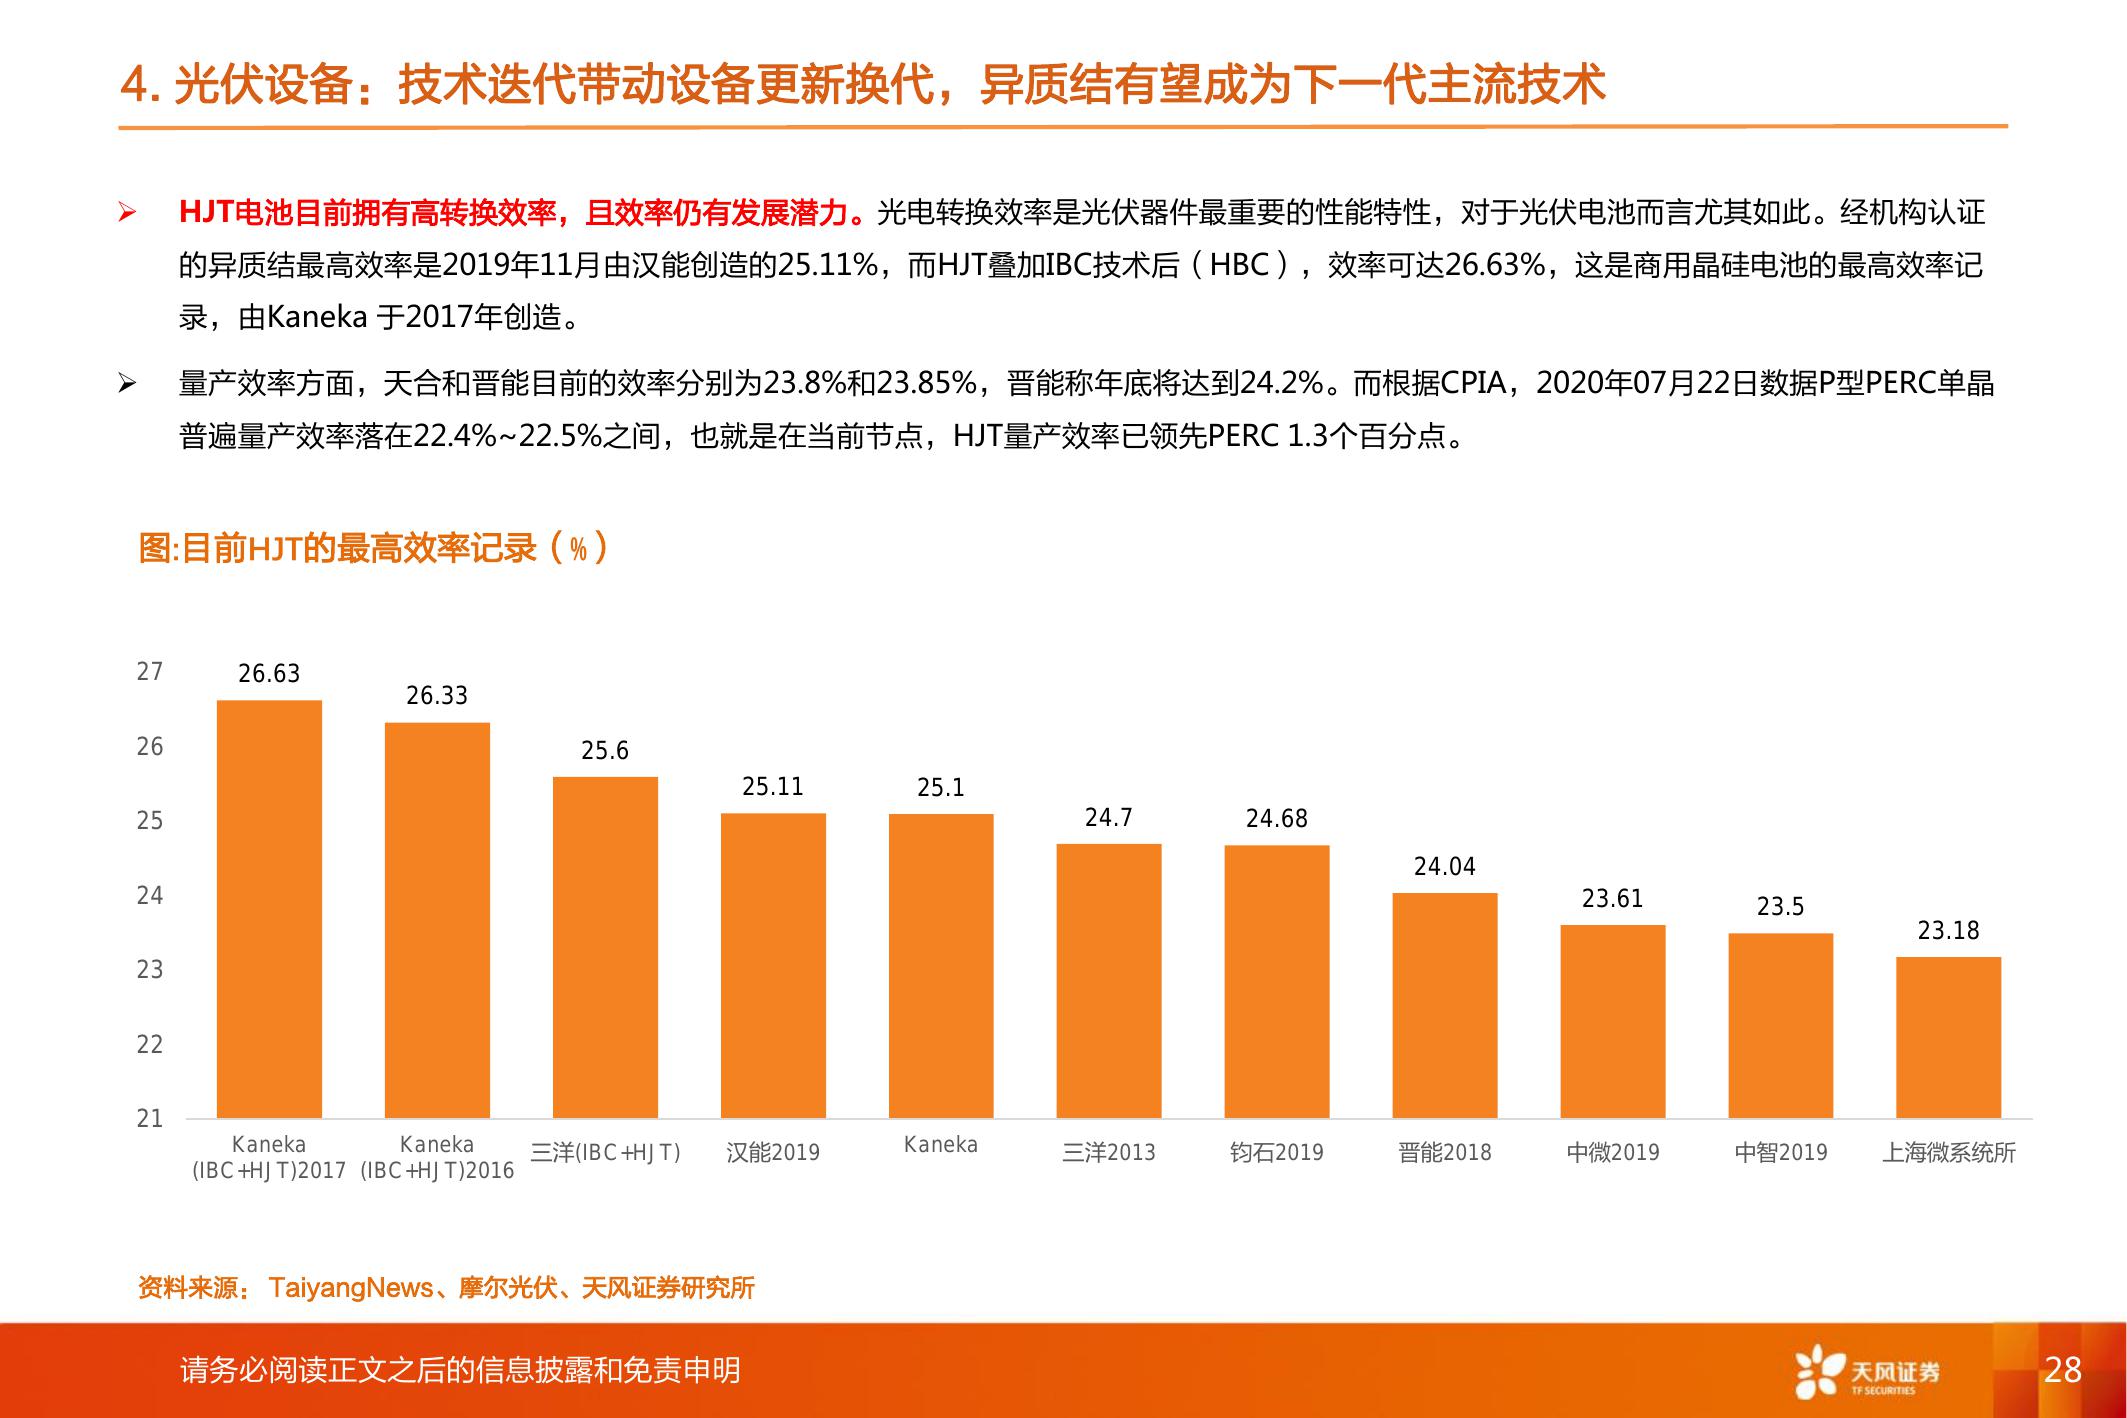 4. 光伏设备：技术迭代带动设备更新换代，异质结有望成为下一代主流技术
➢ HJT电池目前拥有高转换效率，且效率仍有发展潜力。光电转换效率是光伏器件最重要的性能特性，对于光伏电池而言尤其如此。经机构认证
的异质结最高效率是2019年11月由汉能创造的25.11%，而HJT叠加IBC技术后（HBC），效率可达26.63%，这是商用晶硅电池的最高效率记
录，由Kaneka 于2017年创造。
➢ 量产效率方面，天合和晋能目前的效率分别为23.8%和23.85%，晋能称年底将达到24.2%。而根据CPIA，2020年07月22日数据P型PERC单晶
普遍量产效率落在22.4%~22.5%之间，也就是在当前节点，HJT量产效率已领先PERC 1.3个百分点。
图:目前HJT的最高效率记录（%）
27
26
25
24
23
22
21
26.63
26.33
25.6
25.11
25.1
24.7
24.68
24.04
23.61
23.5
23.18
Kaneka
(IBC+HJT)2017
Kaneka
(IBC+HJT)2016
三洋(IBC+HJT)
汉能2019
Kaneka
三洋2013
钧石2019
晋能2018
中微2019
中智2019
上海微系统所
资料来源： TaiyangNews、摩尔光伏、天风证券研究所
请务必阅读正文之后的信息披露和免责申明
天风证券
TF SECURITIES
28